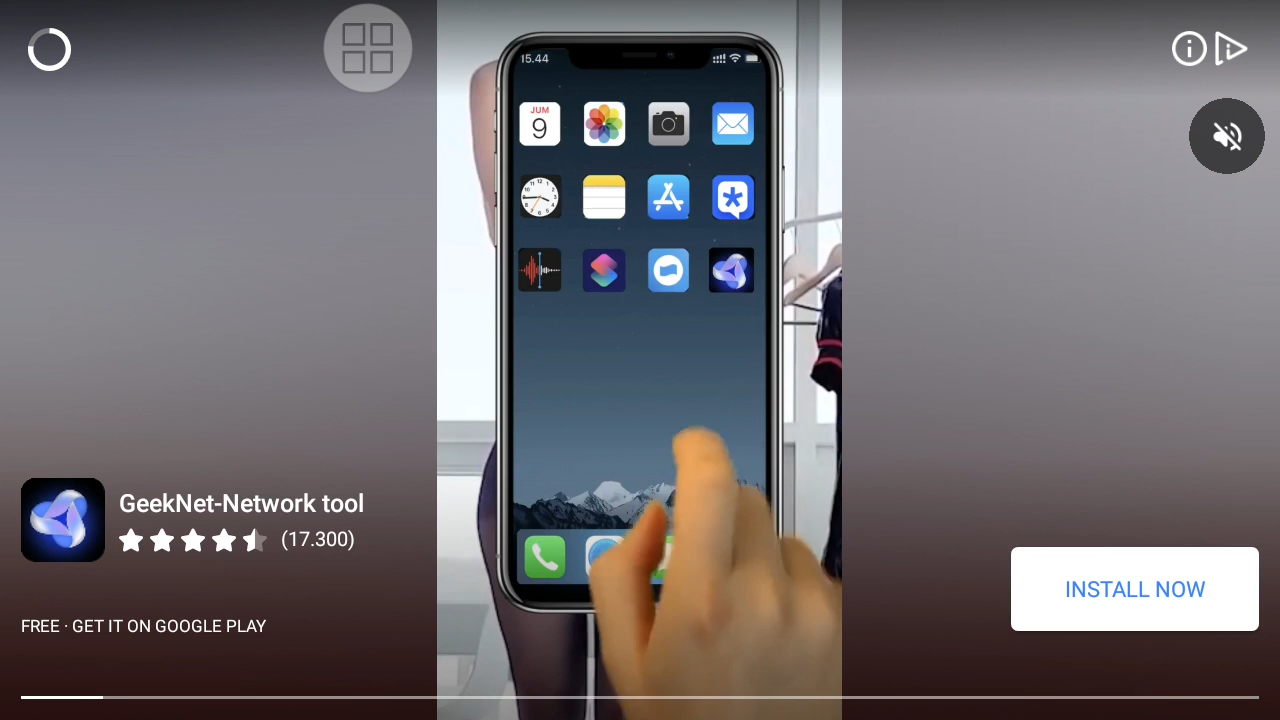 15.44
JUM
9
GeekNet-Network tool
(17.300)
FREE · GET IT ON GOOGLE PLAY
INSTALL NOW